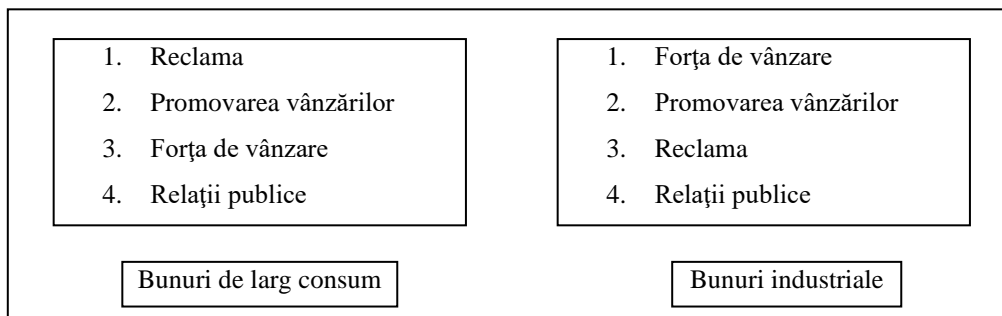 1. Reclama
2. Promovarea vânzărilor
3. Forţa de vânzare
4. Relaţii publice
Bunuri de larg consum
1. Forţa de vânzare
2. Promovarea vânzărilor
3. Reclama
4. Relaţii publice
Bunuri industriale